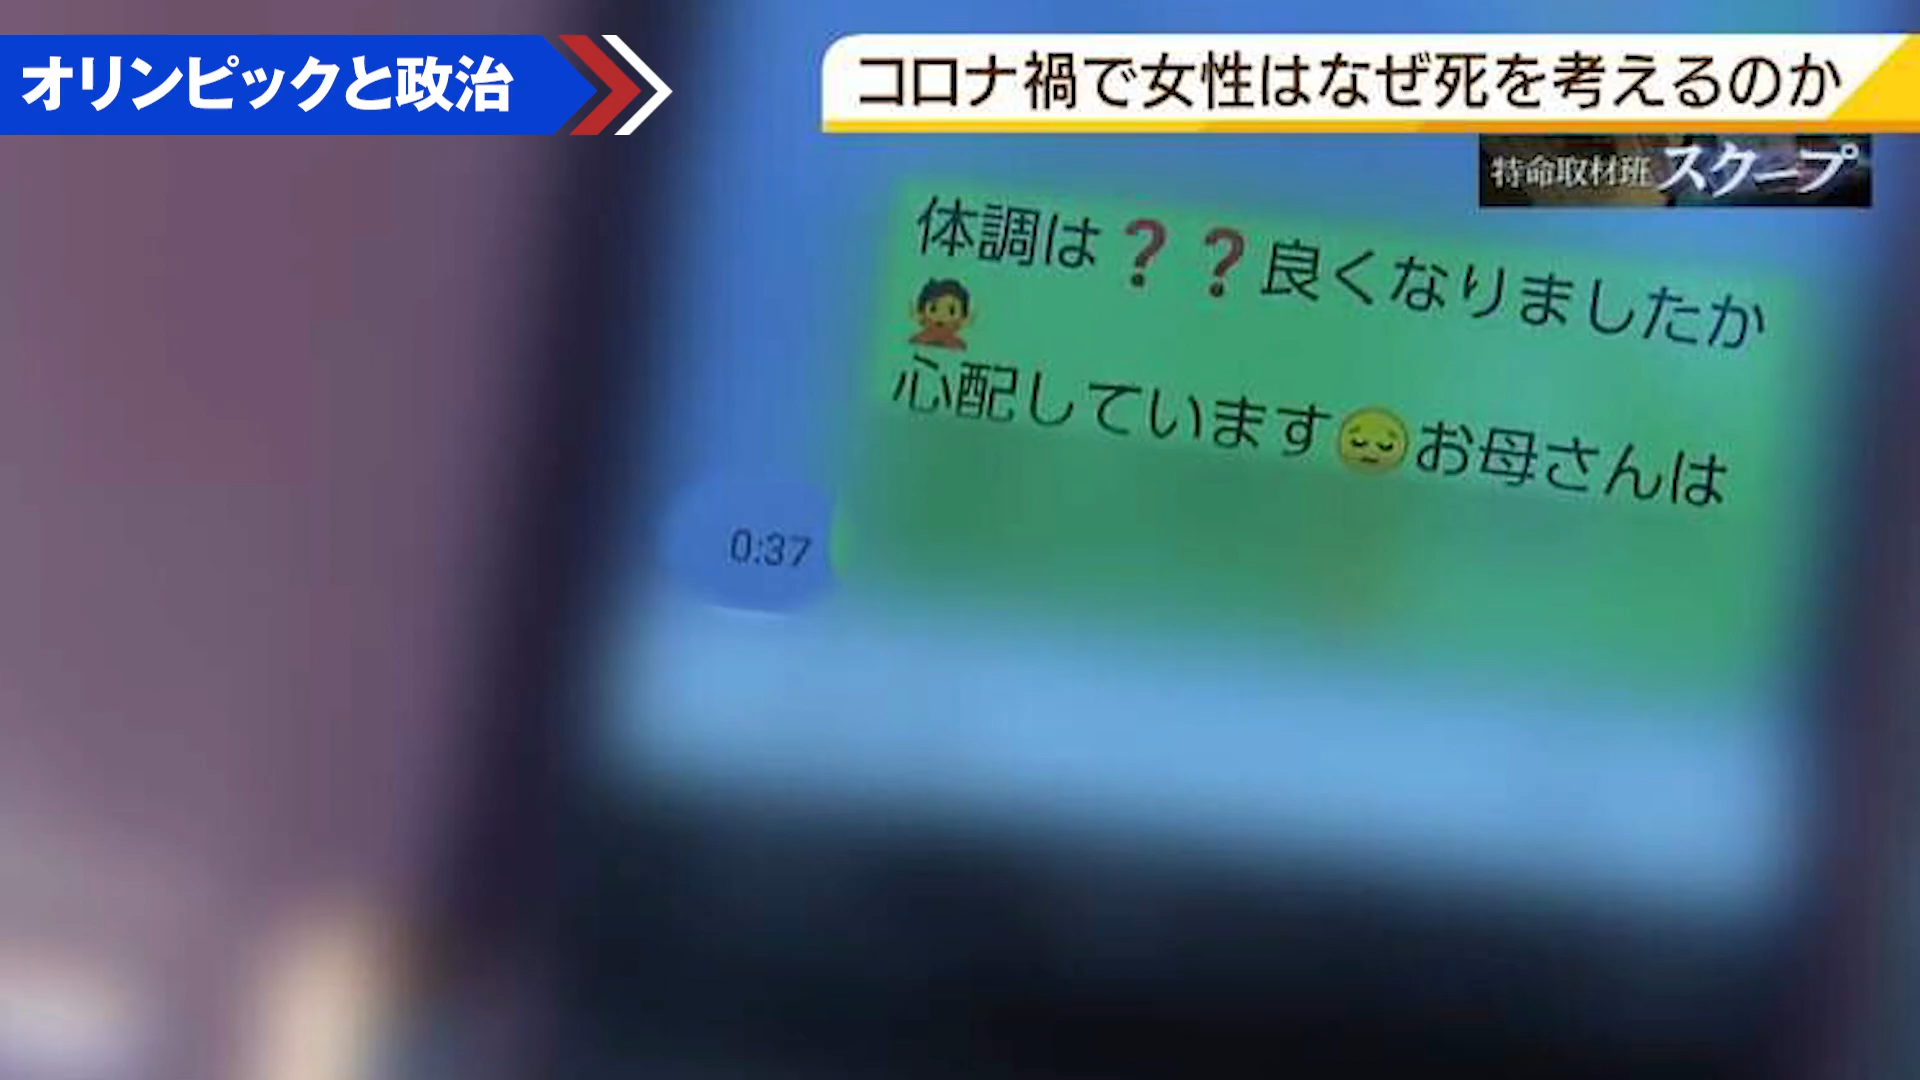 オリンピックと政治
コロナ禍で女性はなぜ死を考えるのか
特命取材班 スクープ
体調は❓❓良くなりましたか
🙍
心配しています😔お母さんは
0:37